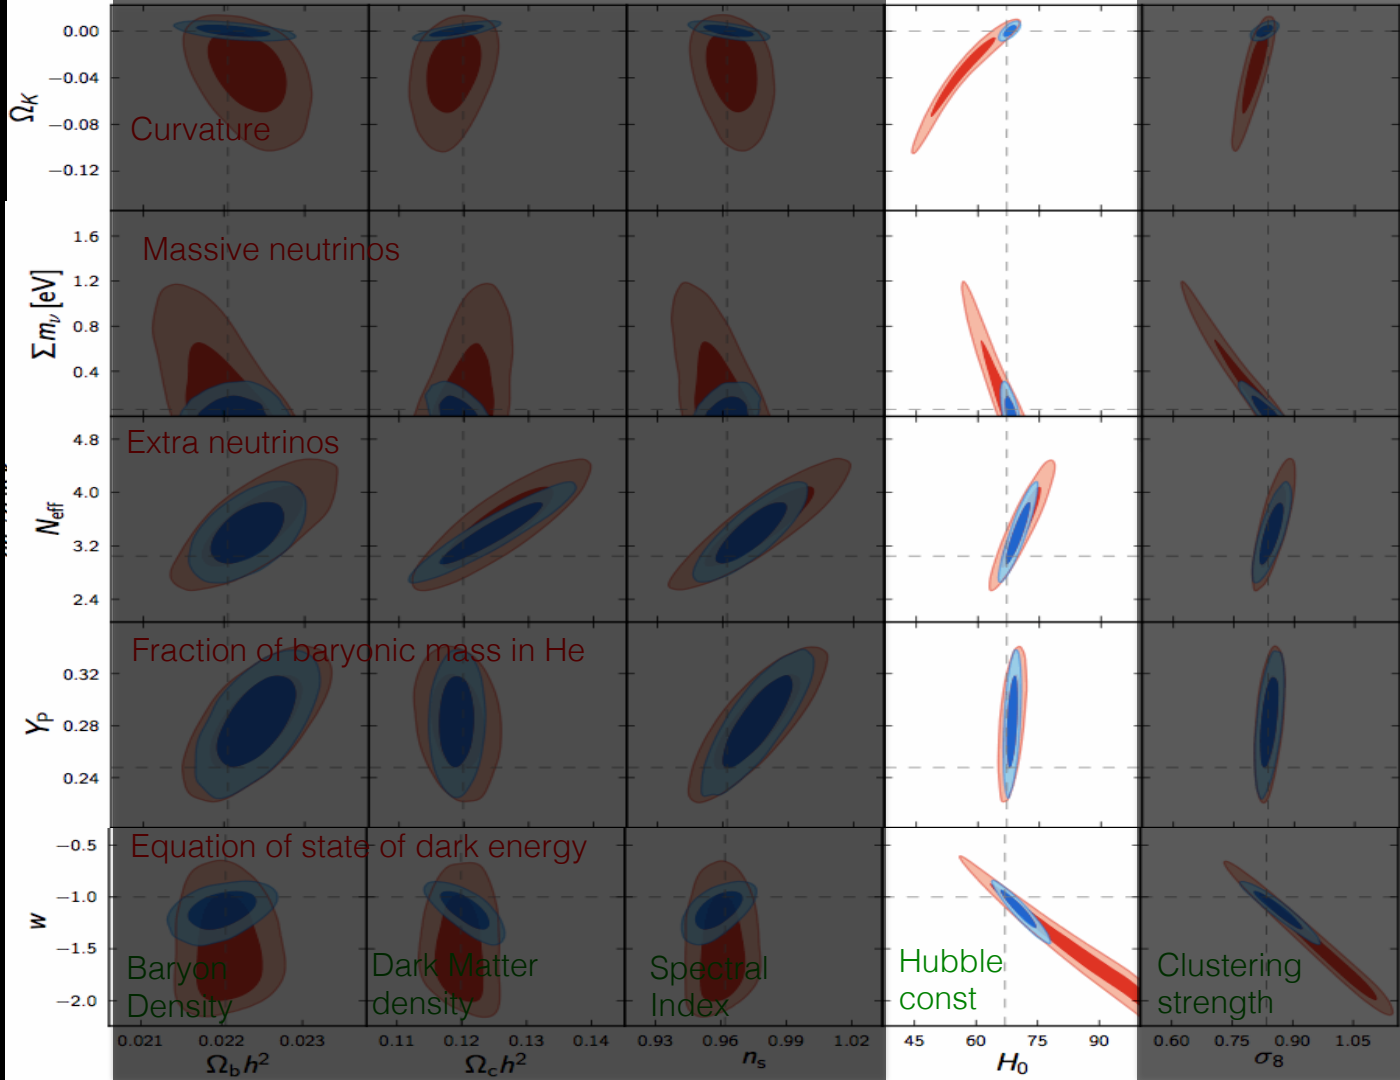 0.00
−0.04
−0.08
−0.12
Ω_K
Curvature
1.6
1.2
0.8
0.4
Σm_ν [eV]
Massive neutrinos
4.8
4.0
3.2
2.4
N_eff
Extra neutrinos
0.32
0.28
0.24
Y_P
Fraction of baryonic mass in He
−0.5
−1.0
−1.5
−2.0
w
Equation of state of dark energy
Baryon
Density
Dark Matter
density
Spectral
Index
Hubble
const
Clustering
strength
0.021 0.022 0.023
Ω_b h²
0.11 0.12 0.13 0.14
Ω_c h²
0.93 0.96 0.99 1.02
n_s
45 60 75 90
H_0
0.60 0.75 0.90 1.05
σ_8